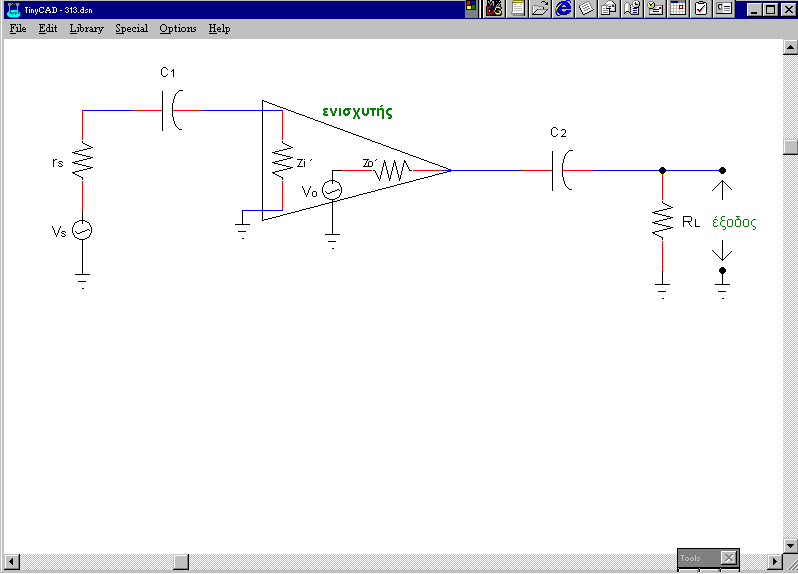 TinyCAD - 313.dsn
File Edit Library Special Options Help
C1
ενισχυτής
C2
rs
Zi΄
Zo΄
Vo
Vs
RL
έξοδος
Tools